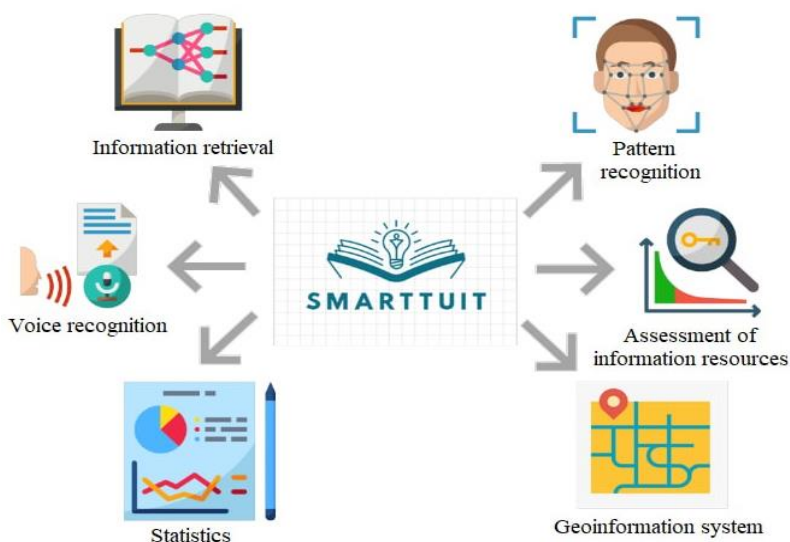 Information retrieval
Pattern
recognition
Voice recognition
SMARTTUIT
Assessment of
information resources
Statistics
Geoinformation system